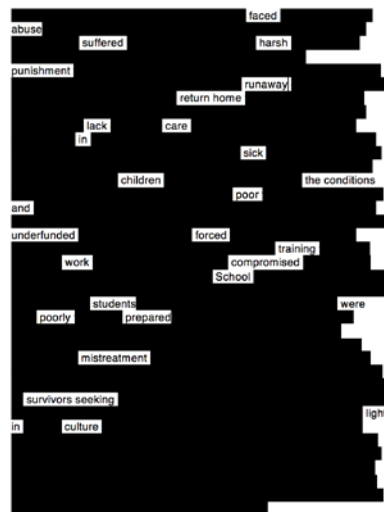 faced
abuse
suffered harsh
punishment
runaway
return home
lack care
in
sick
children the conditions
poor
and
underfunded forced
training
work compromised
School
students were
poorly prepared
mistreatment
survivors seeking
light
in culture